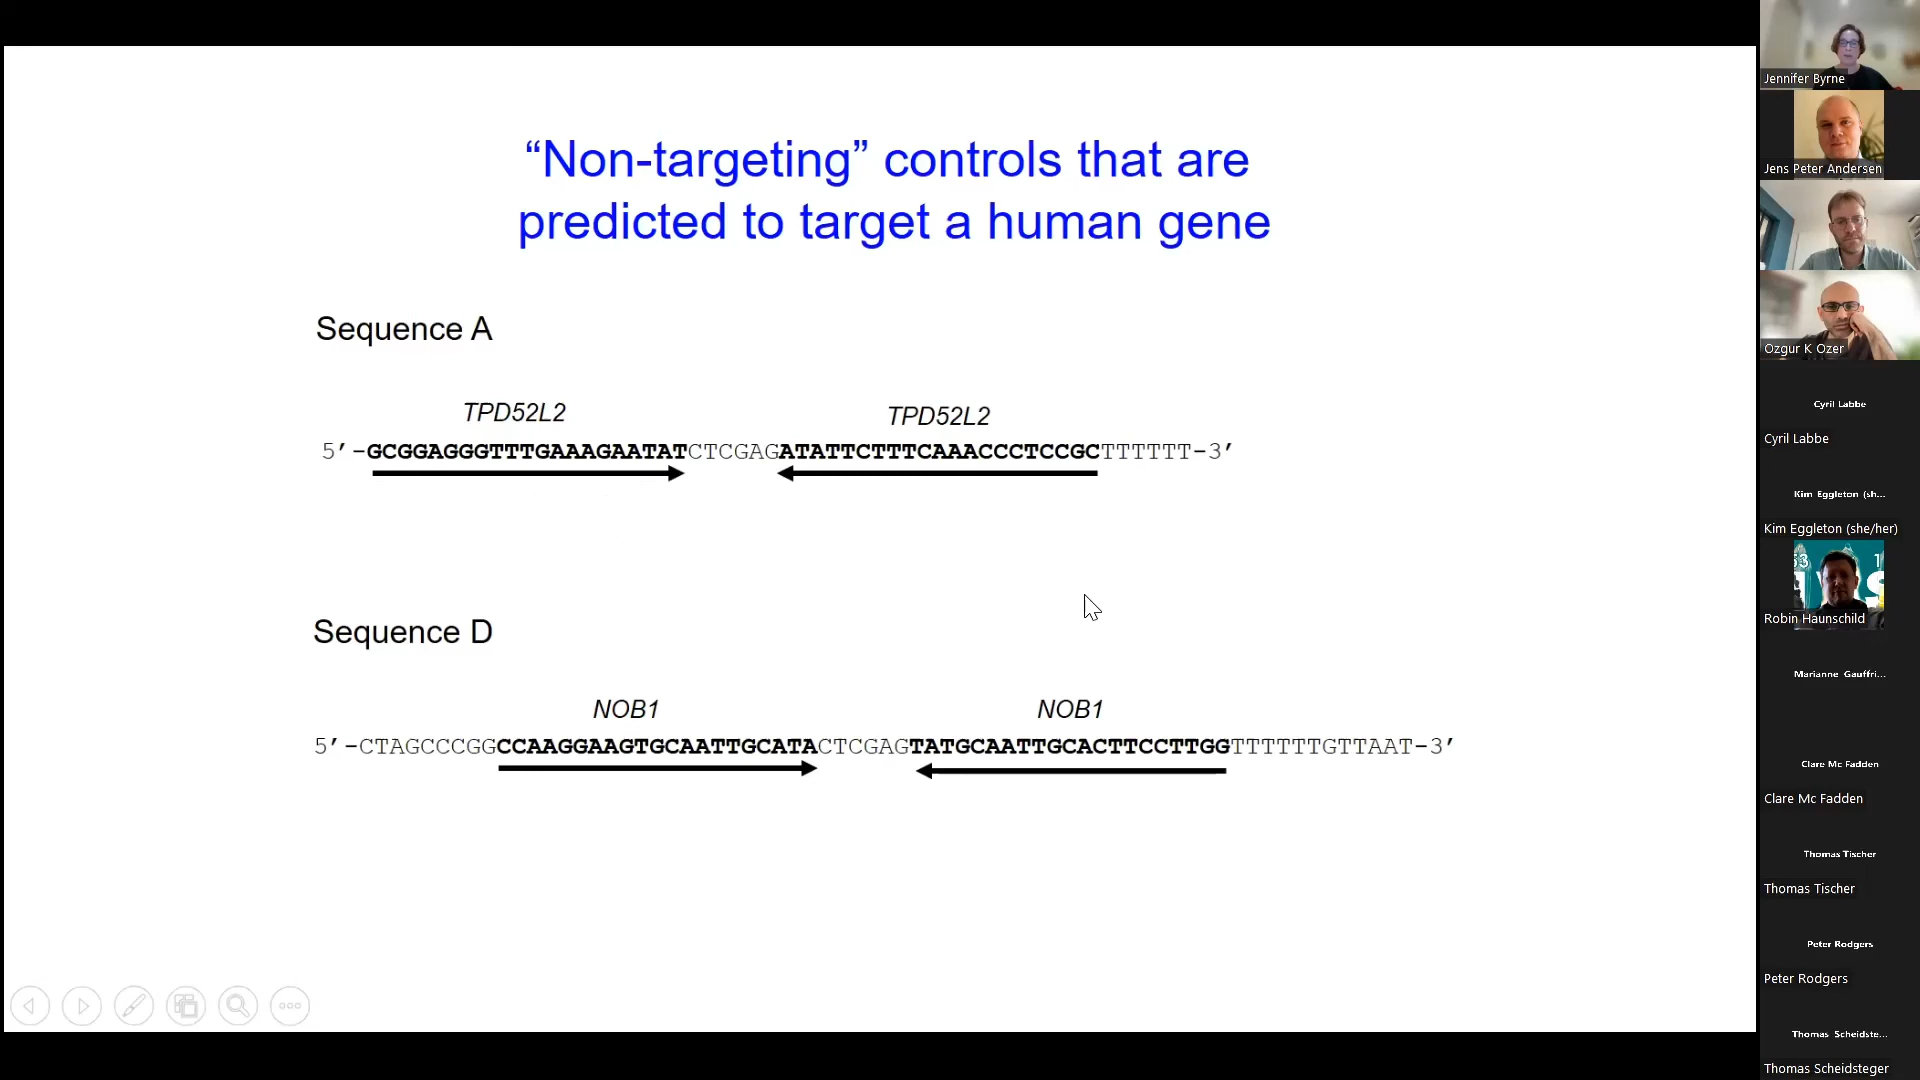 “Non-targeting” controls that are
predicted to target a human gene
Sequence A
TPD52L2 TPD52L2
5’-GCGGAGGGTTTGAAAGAATATCTCGAGATATTCTTTCAAACCCTCCGCTTTTTT-3’
Sequence D
NOB1 NOB1
5’-CTAGCCCGGCCAAGGAAGTGCAATTGCATACTCGAGTATGCAATTGCACTTCCTTGGTTTTTTGTTAAT-3’
Jennifer Byrne
Jens Peter Andersen
Ozgur K Ozer
Cyril Labbe
Cyril Labbe
Kim Eggleton (sh...
Kim Eggleton (she/her)
53 1
Robin Haunschild
Marianne Gauffri...
Clare Mc Fadden
Clare Mc Fadden
Thomas Tischer
Thomas Tischer
Peter Rodgers
Peter Rodgers
Thomas Scheidste...
Thomas Scheidsteger